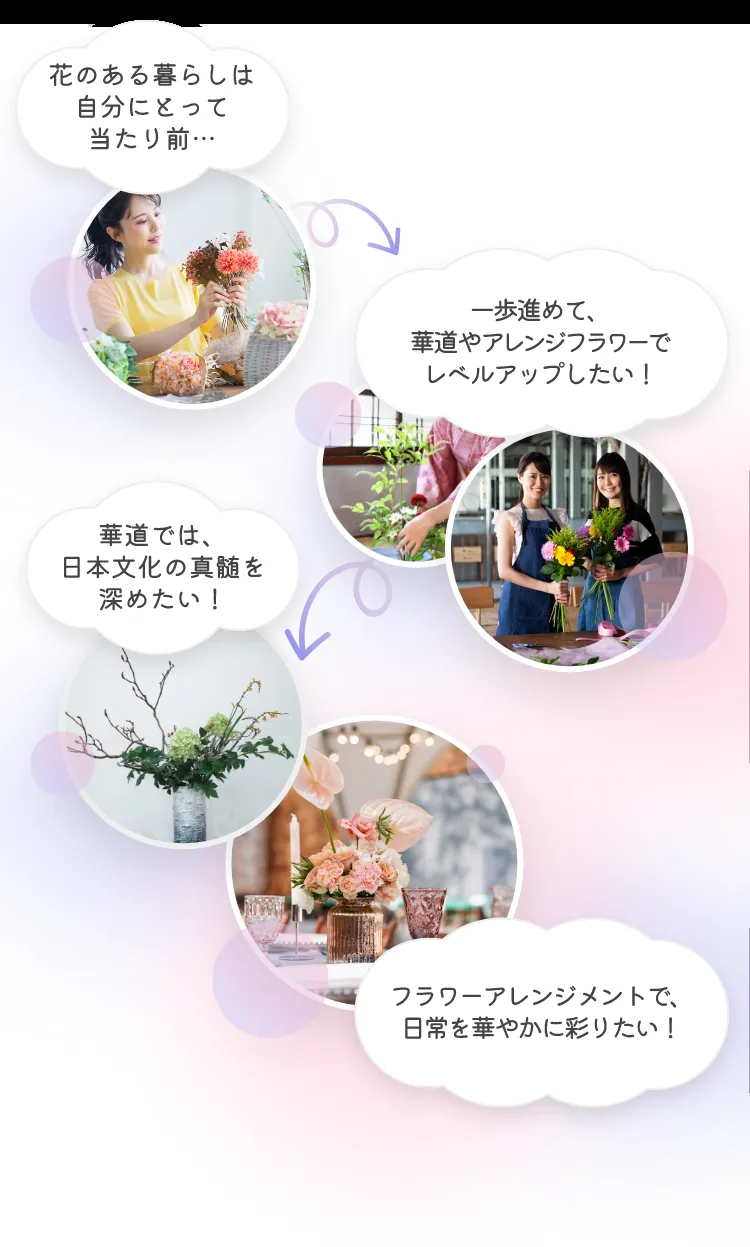 花のある暮らしは
自分にとって
当たり前…
一歩進めて、
華道やアレンジフラワーで
レベルアップしたい！
華道では、
日本文化の真髄を
深めたい！
フラワーアレンジメントで、
日常を華やかに彩りたい！